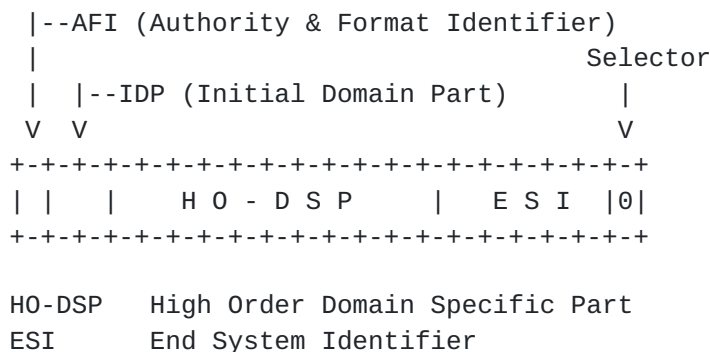 |--AFI (Authority & Format Identifier)
|                                   Selector
|  |--IDP (Initial Domain Part)       |
V  V                                  V
+-+-+-+-+-+-+-+-+-+-+-+-+-+-+-+-+-+-+-+-+
| |   |    H O - D S P     |   E S I  |0|
+-+-+-+-+-+-+-+-+-+-+-+-+-+-+-+-+-+-+-+-+
HO-DSP   High Order Domain Specific Part
ESI      End System Identifier